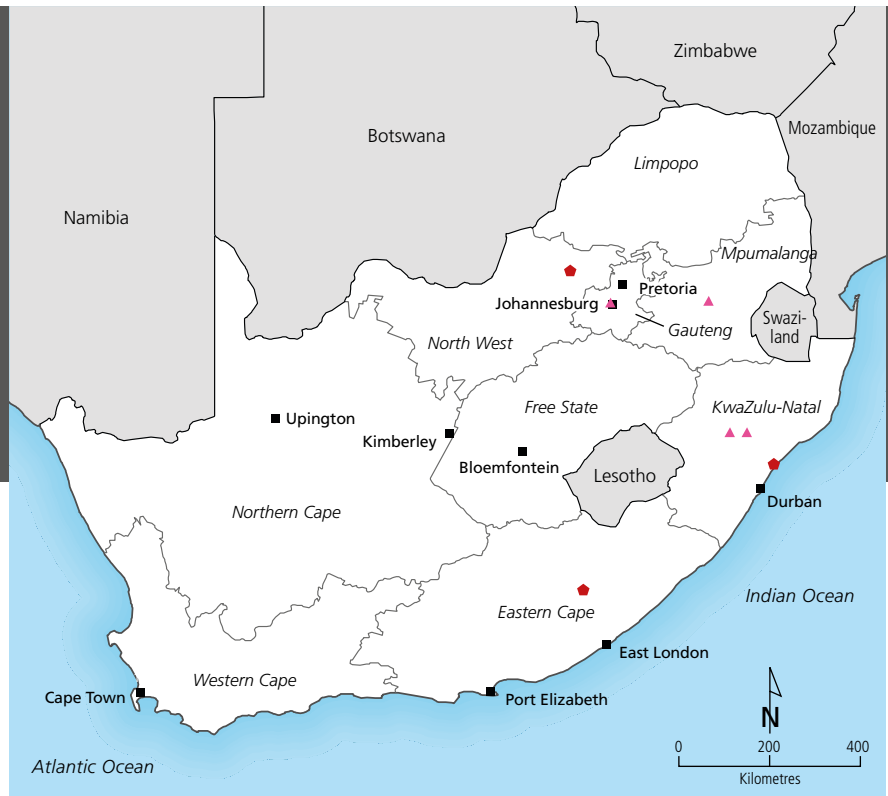 Zimbabwe
Mozambique
Botswana
Limpopo
Namibia
Mpumalanga
Pretoria
Johannesburg
Swazi-
land
Gauteng
North West
Free State
KwaZulu-Natal
Upington
Kimberley
Bloemfontein
Lesotho
Durban
Northern Cape
Indian Ocean
Eastern Cape
East London
Western Cape
Cape Town
Port Elizabeth
N
Atlantic Ocean
0 200 400
Kilometres